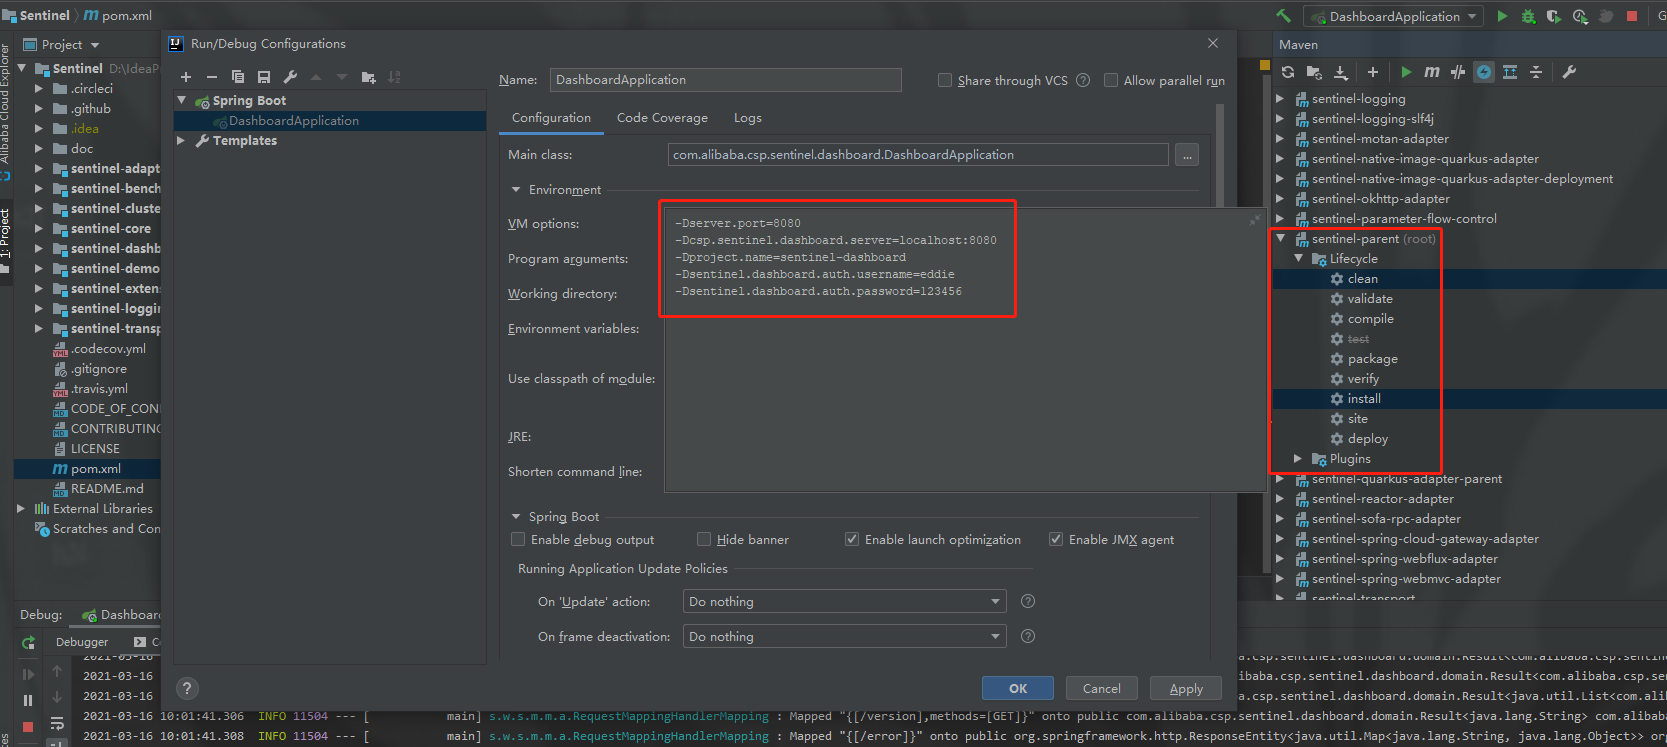 Sentinel
pom.xml
DashboardApplication
Alibaba Cloud Explorer
1: Project
Project
Sentinel D:\IdeaP
.circleci
.github
.idea
doc
sentinel-adapt
sentinel-bench
sentinel-cluste
sentinel-core
sentinel-dashb
sentinel-demo
sentinel-exten
sentinel-loggin
sentinel-transp
.codecov.yml
.gitignore
.travis.yml
CODE_OF_CON
CONTRIBUTING
LICENSE
pom.xml
README.md
External Libraries
Scratches and Con
Run/Debug Configurations
Spring Boot
DashboardApplication
Templates
Name:
DashboardApplication
Share through VCS
Allow parallel run
Configuration
Code Coverage
Logs
Main class:
com.alibaba.csp.sentinel.dashboard.DashboardApplication
...
Environment
VM options:
Program arguments:
Working directory:
Environment variables:
Use classpath of module:
JRE:
Shorten command line:
-Dserver.port=8080
-Dcsp.sentinel.dashboard.server=localhost:8080
-Dproject.name=sentinel-dashboard
-Dsentinel.dashboard.auth.username=eddie
-Dsentinel.dashboard.auth.password=123456
Spring Boot
Enable debug output
Hide banner
Enable launch optimization
Enable JMX agent
Running Application Update Policies
On 'Update' action:
Do nothing
On frame deactivation:
Do nothing
OK
Cancel
Apply
Maven
sentinel-logging
sentinel-logging-slf4j
sentinel-motan-adapter
sentinel-native-image-quarkus-adapter
sentinel-native-image-quarkus-adapter-deployment
sentinel-okhttp-adapter
sentinel-parameter-flow-control
sentinel-parent (root)
Lifecycle
clean
validate
compile
test
package
verify
install
site
deploy
Plugins
sentinel-quarkus-adapter-parent
sentinel-reactor-adapter
sentinel-sofa-rpc-adapter
sentinel-spring-cloud-gateway-adapter
sentinel-spring-webflux-adapter
sentinel-spring-webmvc-adapter
sentinel-transport
Debug:
Dashboar
Debugger
2021-03-16
ba.csp.sentinel.dashboard.domain.Result<com.alibaba.csp.senti
2021-03-16
ibaba.csp.sentinel.dashboard.domain.Result<com.alibaba.csp.se
2021-03-16
a.csp.sentinel.dashboard.domain.Result<java.util.List<com.ali
2021-03-16 10:01:41.306 INFO 11504 --- [ main] s.w.s.m.m.a.RequestMappingHandlerMapping : Mapped "{[/version],methods=[GET]}" onto public com.alibaba.csp.sentinel.dashboard.domain.Result<java.lang.String> com.alibab
2021-03-16 10:01:41.308 INFO 11504 --- [ main] s.w.s.m.m.a.RequestMappingHandlerMapping : Mapped "{[/error]}" onto public org.springframework.http.ResponseEntity<java.util.Map<java.lang.String, java.lang.Object>> or